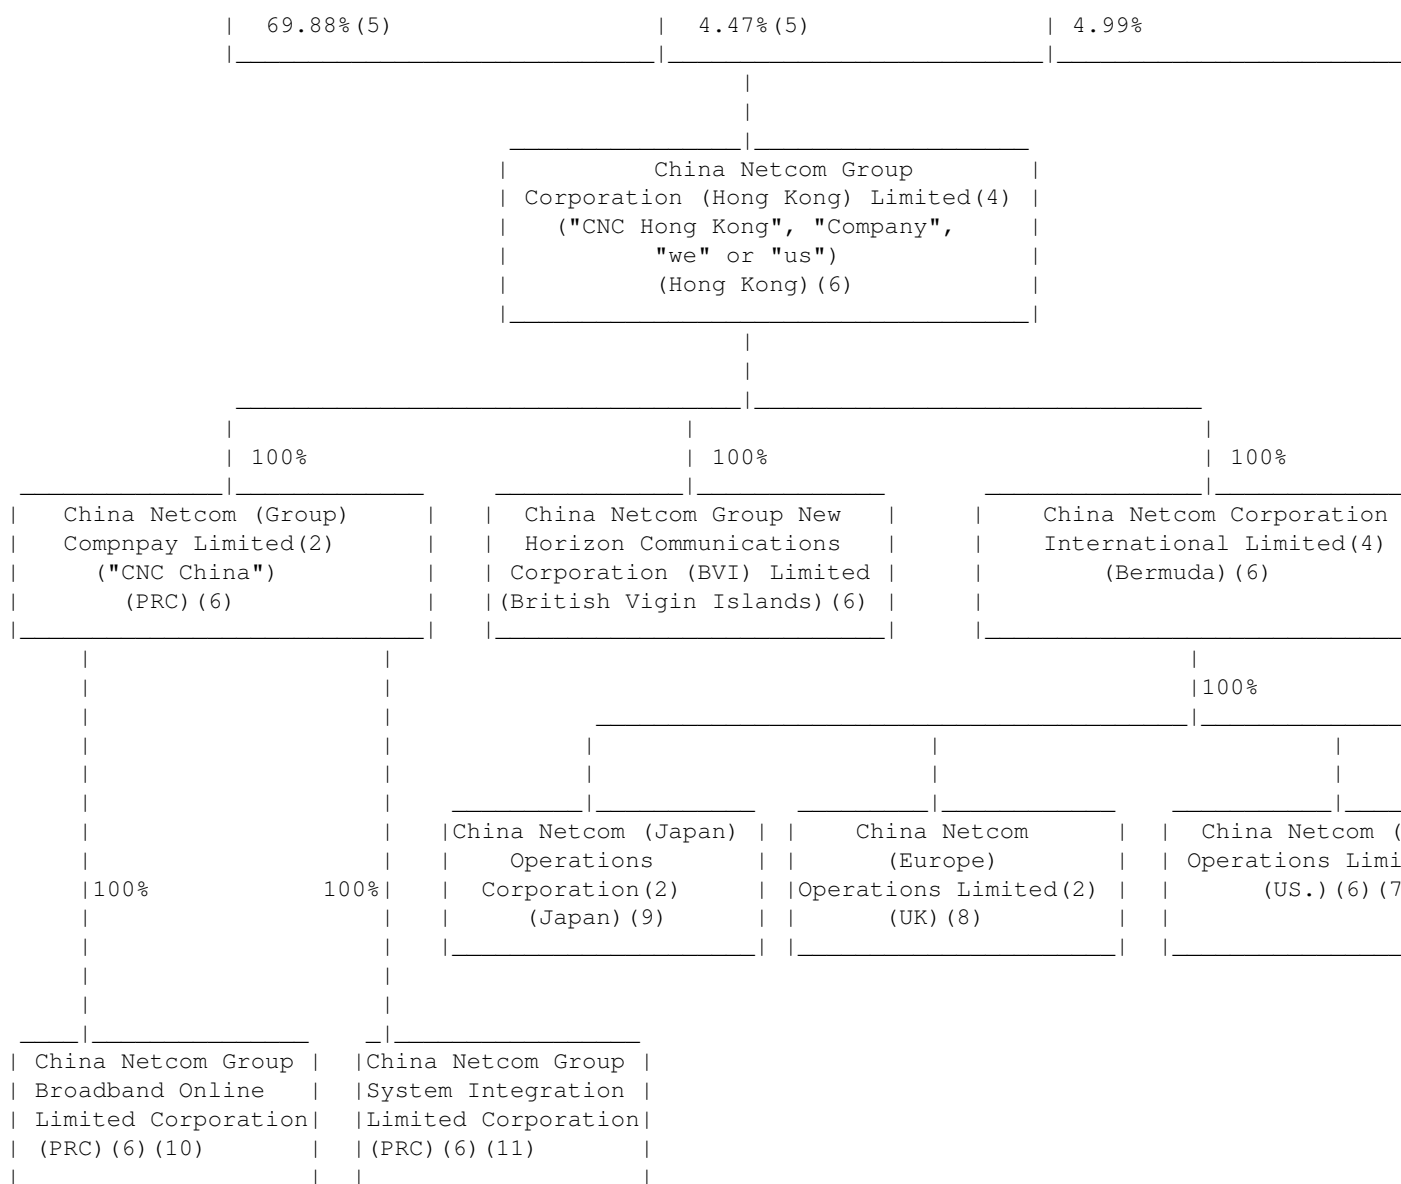 69.88%(5) 4.47%(5) 4.99%
China Netcom Group
Corporation (Hong Kong) Limited(4)
("CNC Hong Kong", "Company",
"we" or "us")
(Hong Kong)(6)
100% 100% 100%
China Netcom (Group)
Compnpay Limited(2)
("CNC China")
(PRC)(6)
China Netcom Group New
Horizon Communications
Corporation (BVI) Limited
(British Vigin Islands)(6)
China Netcom Corporation
International Limited(4)
(Bermuda)(6)
100%
China Netcom (Japan)
Operations
Corporation(2)
(Japan)(9)
China Netcom
(Europe)
Operations Limited(2)
(UK)(8)
China Netcom (
Operations Limi
(US.)(6)(7
100% 100%
China Netcom Group
Broadband Online
Limited Corporation
(PRC)(6)(10)
China Netcom Group
System Integration
Limited Corporation
(PRC)(6)(11)